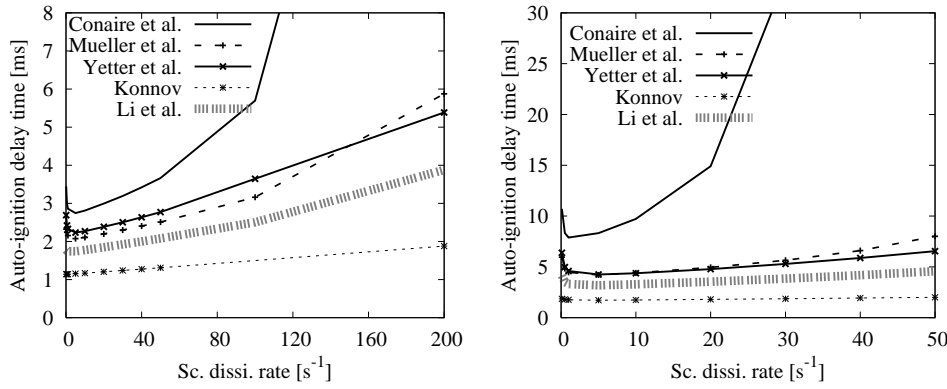 Auto-ignition delay time [ms]
8
7
6
5
4
3
2
1
0
Conaire et al.
Mueller et al.
Yetter et al.
Konnov
Li et al.
0 40 80 120 160 200
Sc. dissi. rate [s⁻¹]
Auto-ignition delay time [ms]
30
25
20
15
10
5
0
Conaire et al.
Mueller et al.
Yetter et al.
Konnov
Li et al.
0 10 20 30 40 50
Sc. dissi. rate [s⁻¹]